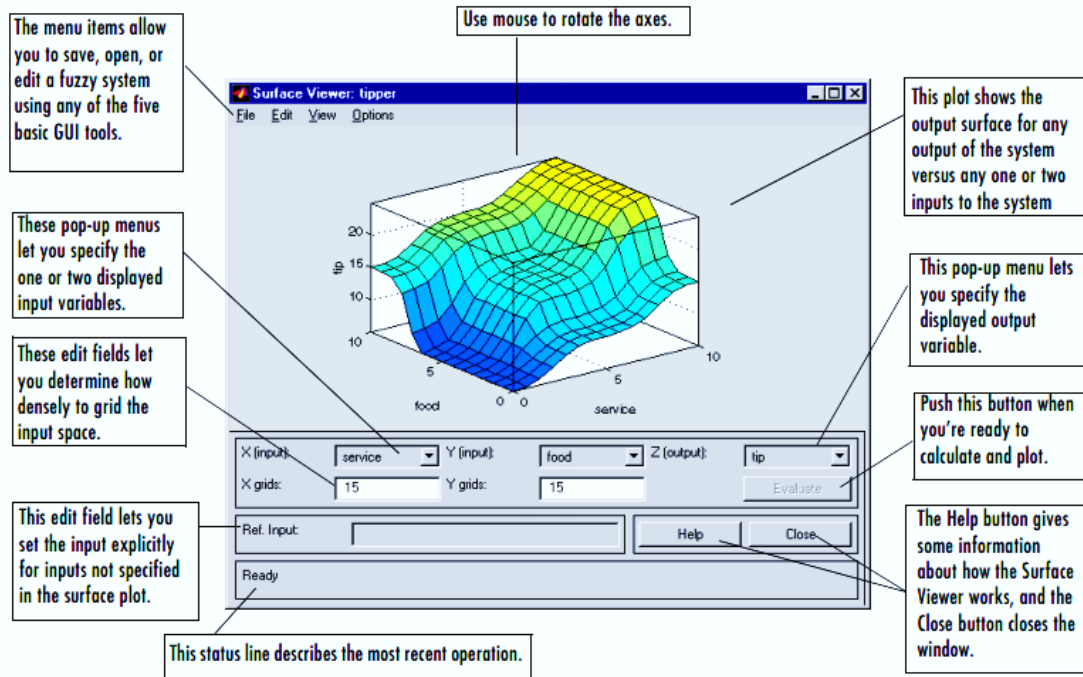 Use mouse to rotate the axes.
The menu items allow
you to save, open, or
edit a fuzzy system
using any of the five
basic GUI tools.
Surface Viewer: tipper
File Edit View Options
This plot shows the
output surface for any
output of the system
versus any one or two
inputs to the system
These pop-up menus
let you specify the
one or two displayed
input variables.
This pop-up menu lets
you specify the
displayed output
variable.
These edit fields let
you determine how
densely to grid the
input space.
20
15
10
tip
10
5
0
food
0
5
10
service
Push this button when
you're ready to
calculate and plot.
X (input): service Y (input): food Z (output): tip
X grids: 15 Y grids: 15 Evaluate
This edit field lets you
set the input explicitly
for inputs not specified
in the surface plot.
Ref. Input: Help Close
Ready
The Help button gives
some information
about how the Surface
Viewer works, and the
Close button closes the
window.
This status line describes the most recent operation.